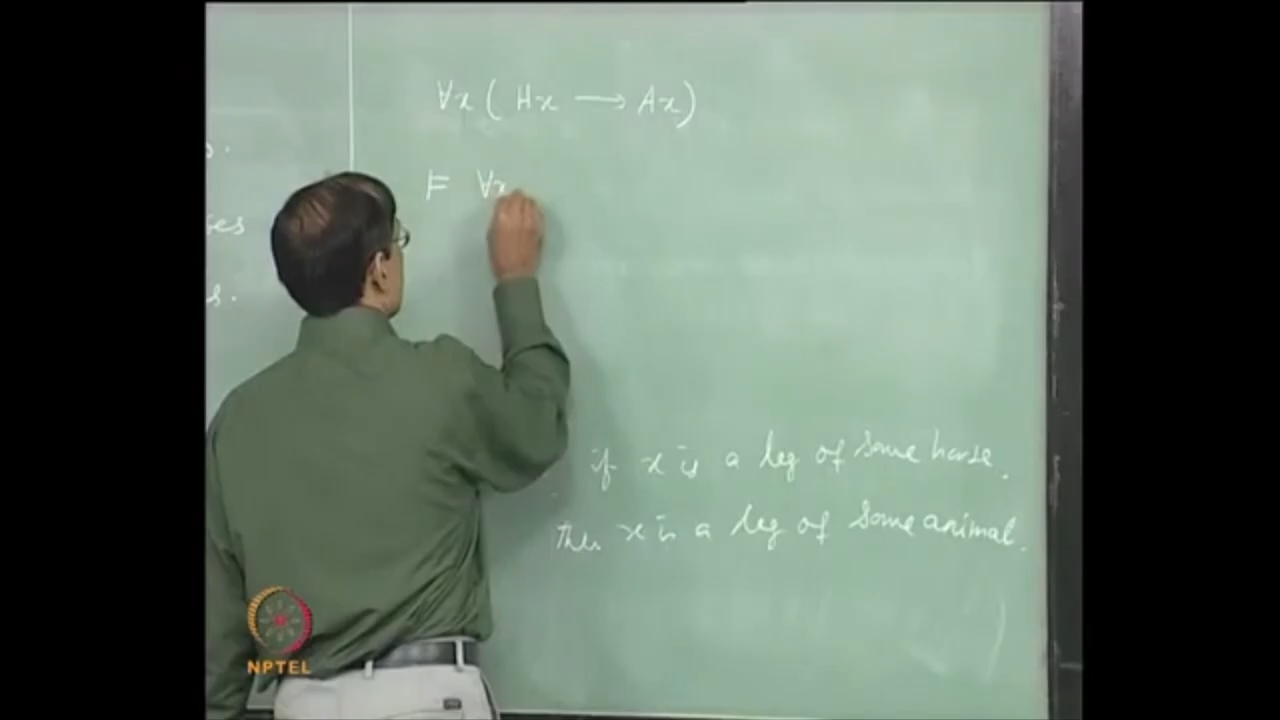 ∀x ( Hx ⟶ Ax )
⊨ ∀x
if x is a leg of some horse.
then x is a leg of some animal.
NPTEL